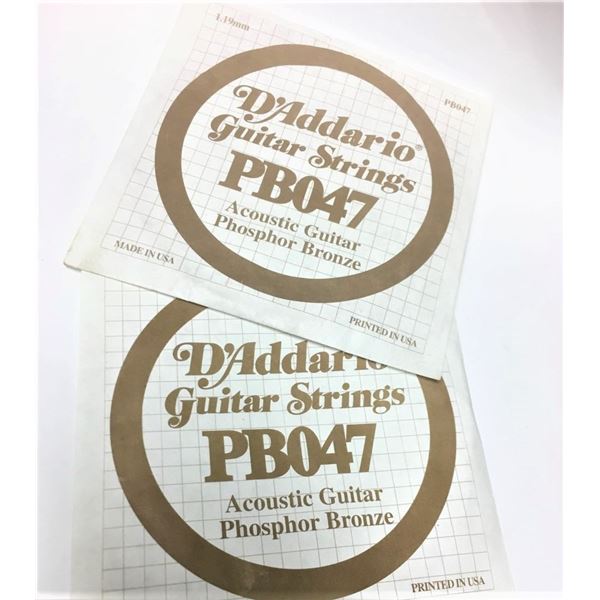 1.19mm
PB047
D'Addario®
Guitar Strings
PB047
Acoustic Guitar
Phosphor Bronze
MADE IN USA
PRINTED IN USA
D'Addario
Guitar Strings
PB047
Acoustic Guitar
Phosphor Bronze
PRINTED IN USA